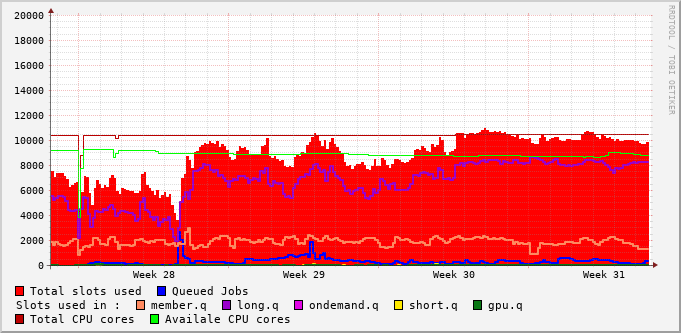 20000
18000
16000
14000
12000
10000
8000
6000
4000
2000
0
Week 28 Week 29 Week 30 Week 31
RRDTOOL / TOBI OETIKER
Total slots used Queued Jobs
Slots used in : member.q long.q ondemand.q short.q gpu.q
Total CPU cores Availale CPU cores